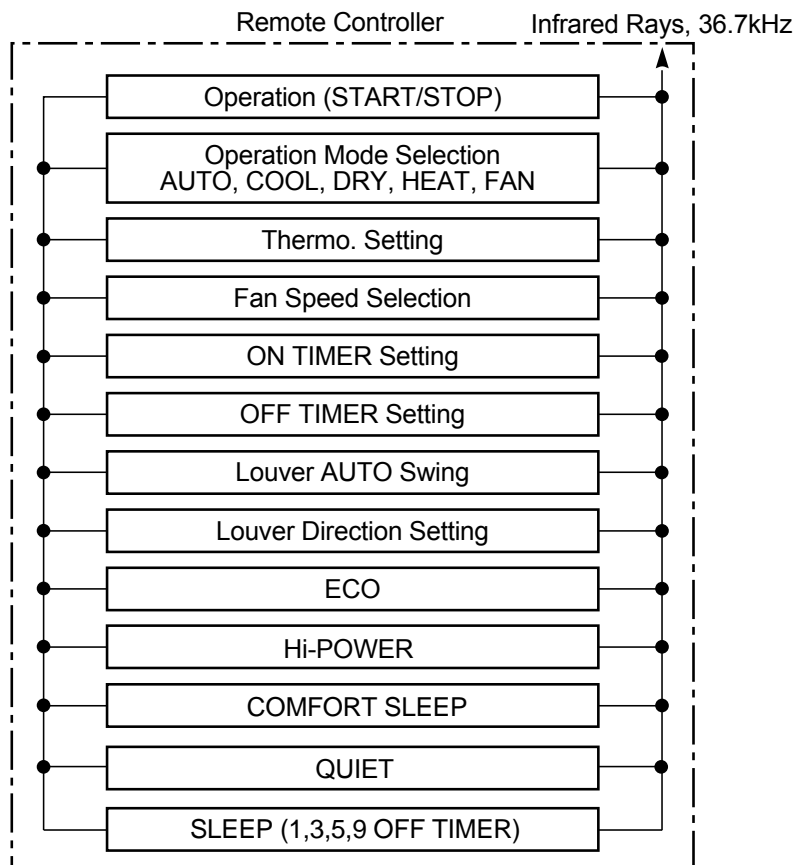 Remote Controller
Infrared Rays, 36.7kHz
Operation (START/STOP)
Operation Mode Selection
AUTO, COOL, DRY, HEAT, FAN
Thermo. Setting
Fan Speed Selection
ON TIMER Setting
OFF TIMER Setting
Louver AUTO Swing
Louver Direction Setting
ECO
Hi-POWER
COMFORT SLEEP
QUIET
SLEEP (1,3,5,9 OFF TIMER)